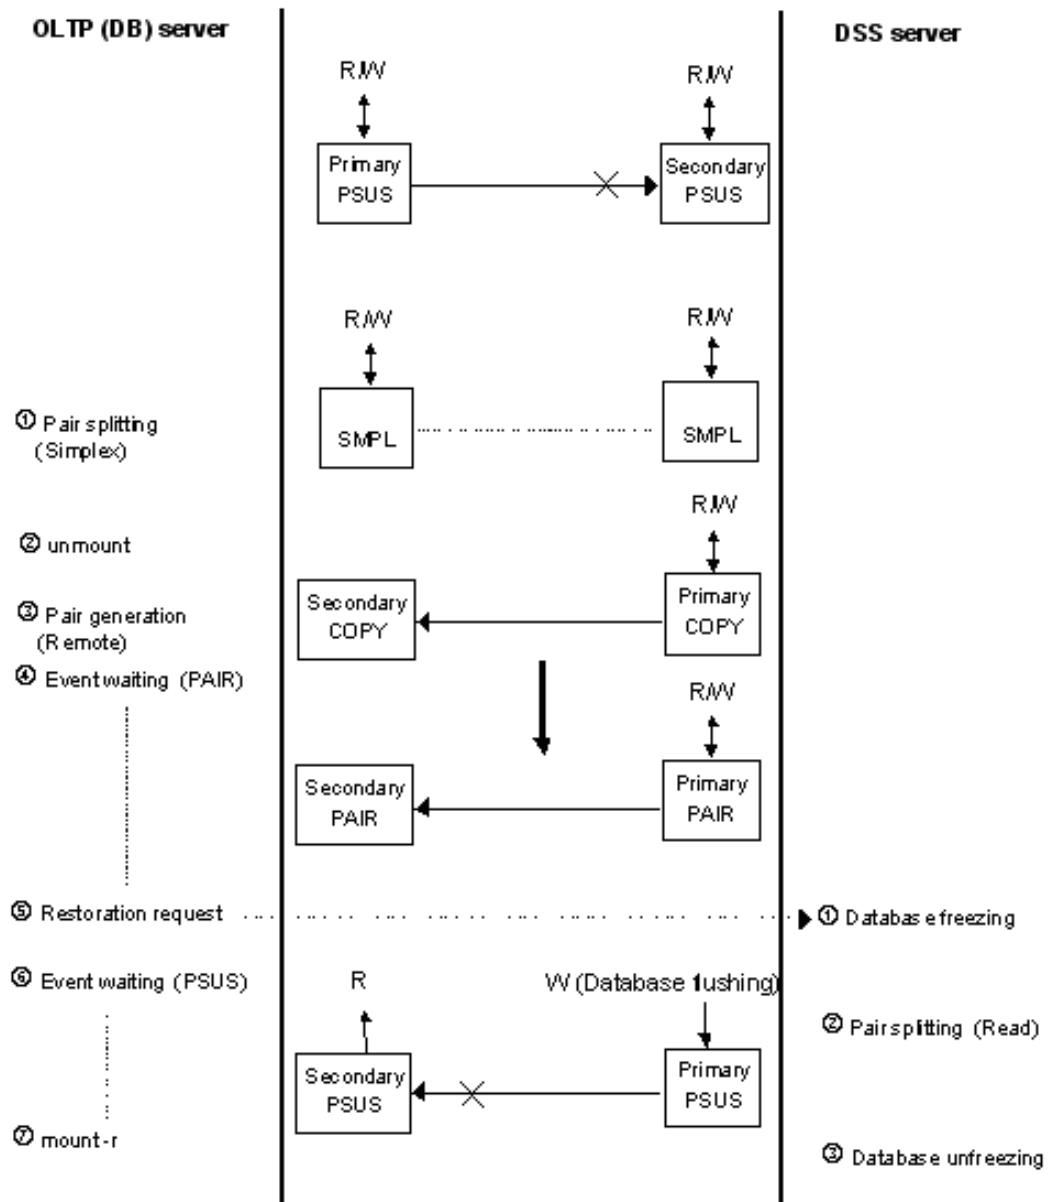 OLTP (DB) server
DSS server
R/W
R/W
Primary
PSUS
Secondary
PSUS
R/W
R/W
① Pair splitting
(Simplex)
SMPL
SMPL
R/W
② unmount
③ Pair generation
(Remote)
Secondary
COPY
Primary
COPY
④ Event waiting (PAIR)
R/W
Secondary
PAIR
Primary
PAIR
⑤ Restoration request
① Database freezing
⑥ Event waiting (PSUS)
R
W (Database flushing)
② Pair splitting (Read)
Secondary
PSUS
Primary
PSUS
⑦ mount -r
③ Database unfreezing